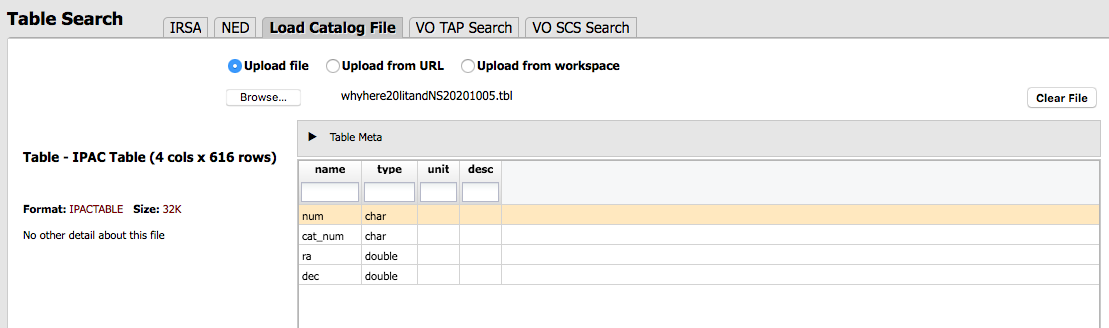 Table Search
IRSA NED Load Catalog File VO TAP Search VO SCS Search
Upload file Upload from URL Upload from workspace
Browse... whyhere20litandNS20201005.tbl Clear File
Table Meta
Table - IPAC Table (4 cols x 616 rows)
name type unit desc
Format: IPACTABLE Size: 32K
No other detail about this file
num char
cat_num char
ra double
dec double